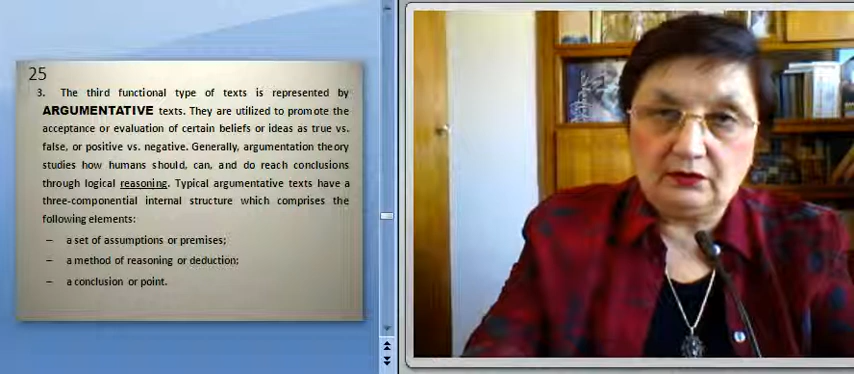 25
3. The third functional type of texts is represented by
ARGUMENTATIVE texts. They are utilized to promote the
acceptance or evaluation of certain beliefs or ideas as true vs.
false, or positive vs. negative. Generally, argumentation theory
studies how humans should, can, and do reach conclusions
through logical reasoning. Typical argumentative texts have a
three-componential internal structure which comprises the
following elements:
– a set of assumptions or premises;
– a method of reasoning or deduction;
– a conclusion or point.